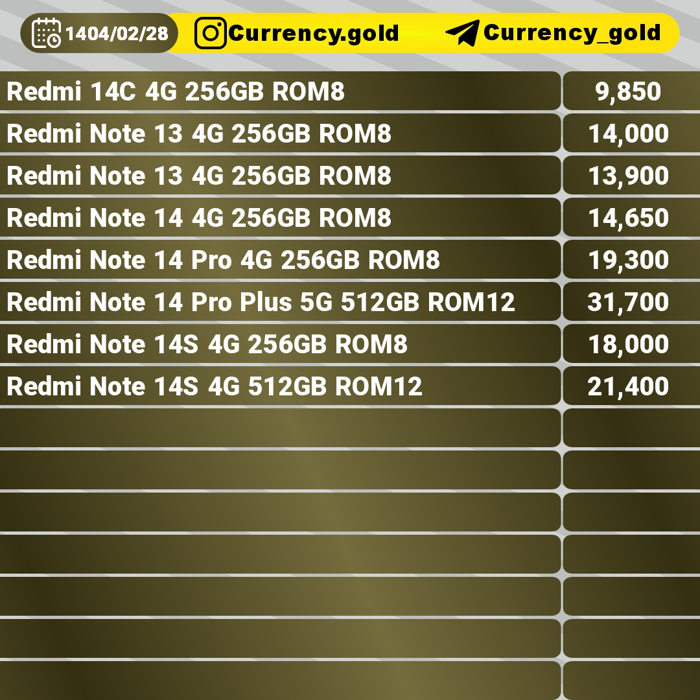 1404/02/28 Currency.gold Currency_gold
Redmi 14C 4G 256GB ROM8 9,850
Redmi Note 13 4G 256GB ROM8 14,000
Redmi Note 13 4G 256GB ROM8 13,900
Redmi Note 14 4G 256GB ROM8 14,650
Redmi Note 14 Pro 4G 256GB ROM8 19,300
Redmi Note 14 Pro Plus 5G 512GB ROM12 31,700
Redmi Note 14S 4G 256GB ROM8 18,000
Redmi Note 14S 4G 512GB ROM12 21,400